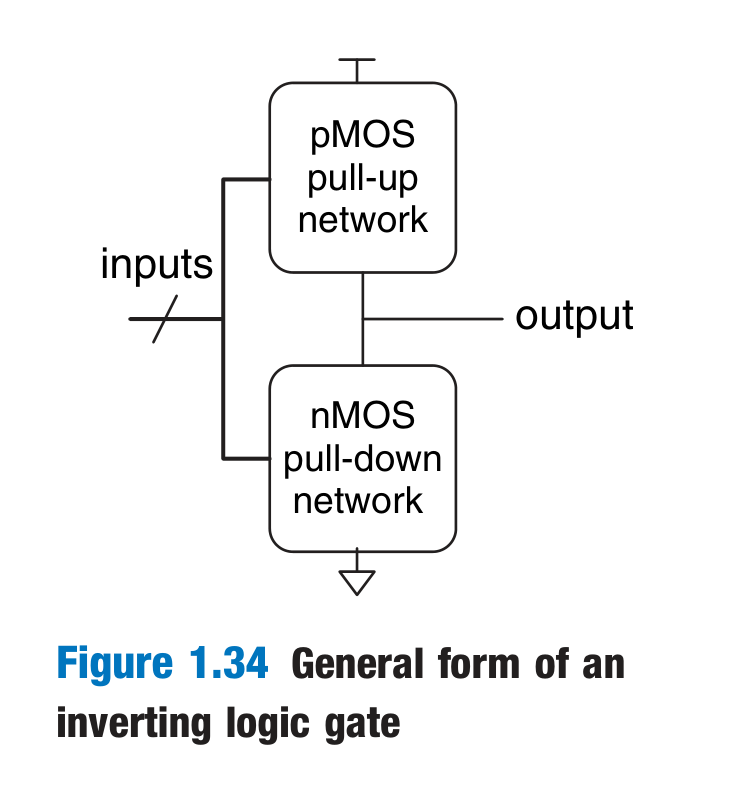 pMOS
pull-up
network
inputs
output
nMOS
pull-down
network
Figure 1.34 General form of an
inverting logic gate